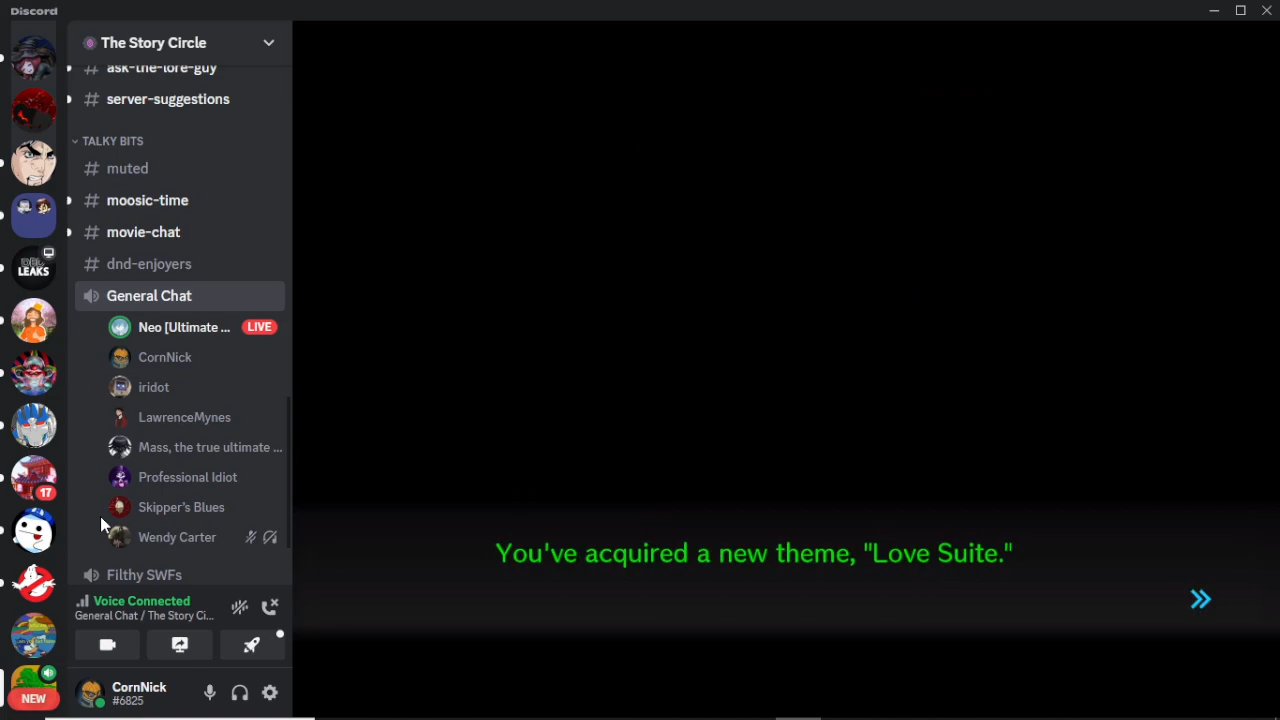 Discord
The Story Circle
ask-the-lore-guy
server-suggestions
TALKY BITS
muted
moosic-time
movie-chat
dnd-enjoyers
General Chat
Neo [Ultimate ... LIVE
CornNick
iridot
LawrenceMynes
Mass, the true ultimate ...
Professional Idiot
Skipper's Blues
Wendy Carter
Filthy SWFs
Voice Connected
General Chat / The Story Ci...
CornNick
#6825
LEAKS
17
NEW
You've acquired a new theme, "Love Suite."